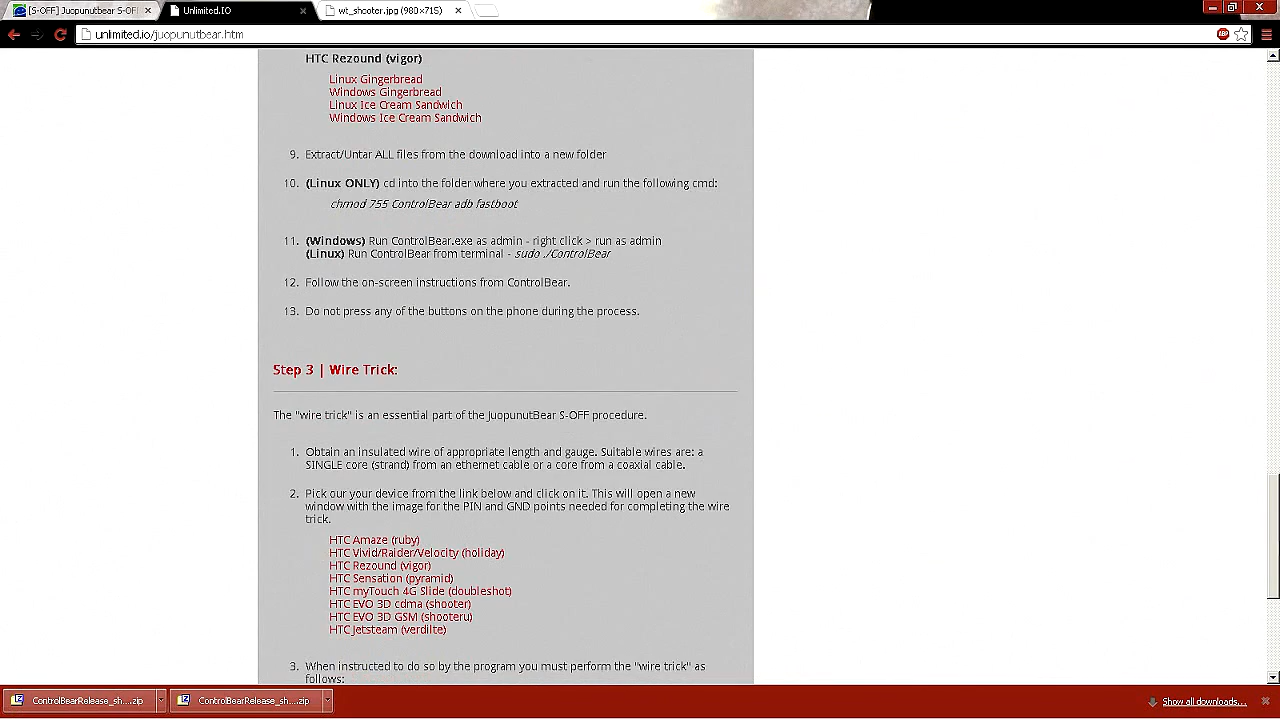 [S-OFF] Juopunutbear S-OF
Unlimited.IO
wt_shooter.jpg (980×715)
unlimited.io/juopunutbear.htm
ABP
HTC Rezound (vigor)
Linux Gingerbread
Windows Gingerbread
Linux Ice Cream Sandwich
Windows Ice Cream Sandwich
9. Extract/Untar ALL files from the download into a new folder
10. (Linux ONLY) cd into the folder where you extracted and run the following cmd:
chmod 755 ControlBear adb fastboot
11. (Windows) Run ControlBear.exe as admin - right click > run as admin
(Linux) Run ControlBear from terminal - sudo ./ControlBear
12. Follow the on-screen instructions from ControlBear.
13. Do not press any of the buttons on the phone during the process.
Step 3 | Wire Trick:
The "wire trick" is an essential part of the JuopunutBear S-OFF procedure.
1. Obtain an insulated wire of appropriate length and gauge. Suitable wires are: a
SINGLE core (strand) from an ethernet cable or a core from a coaxial cable.
2. Pick our your device from the link below and click on it. This will open a new
window with the image for the PIN and GND points needed for completing the wire
trick.
HTC Amaze (ruby)
HTC Vivid/Raider/Velocity (holiday)
HTC Rezound (vigor)
HTC Sensation (pyramid)
HTC myTouch 4G Slide (doubleshot)
HTC EVO 3D cdma (shooter)
HTC EVO 3D GSM (shooteru)
HTC Jetsteam (verdilte)
3. When instructed to do so by the program you must perform the "wire trick" as
follows:
ControlBearRelease_sh....zip
ControlBearRelease_sh....zip
Show all downloads...